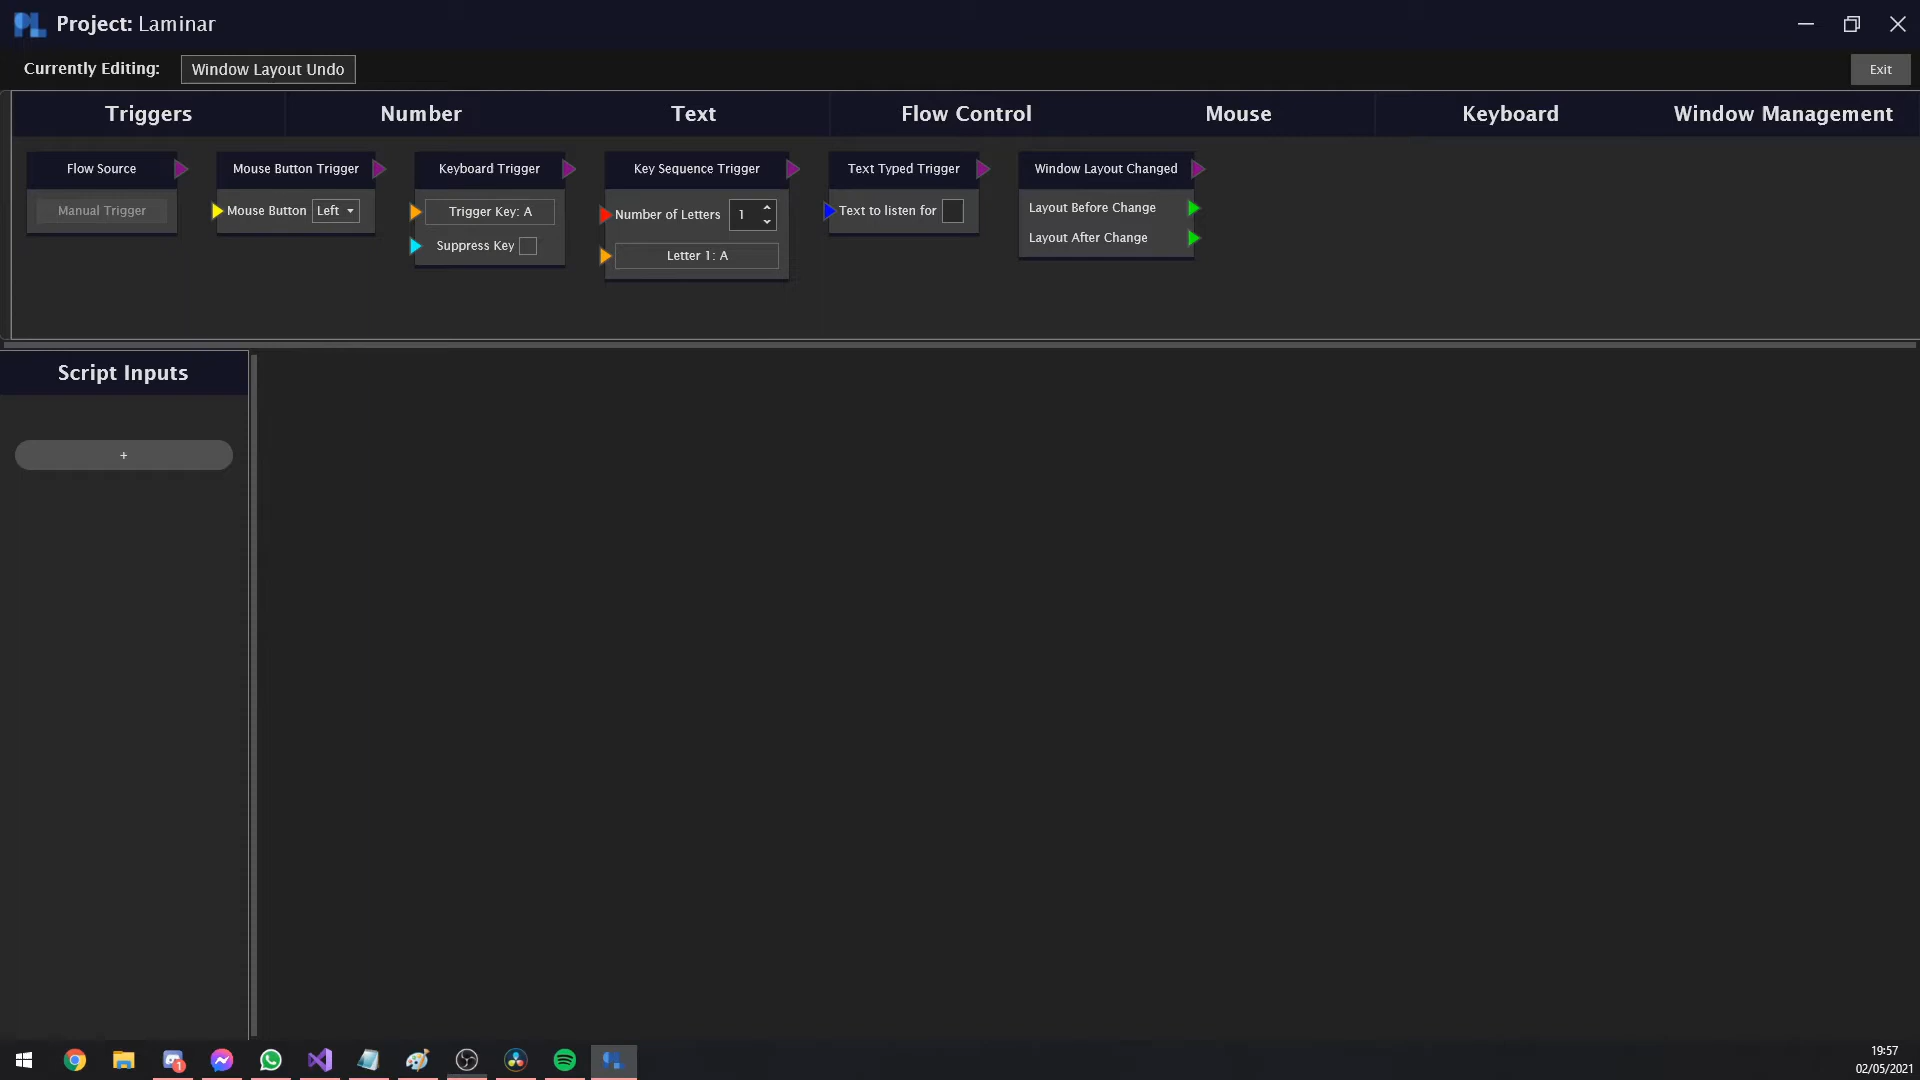 Project: Laminar
Currently Editing: Window Layout Undo Exit
Triggers Number Text Flow Control Mouse Keyboard Window Management
Flow Source
Manual Trigger
Mouse Button Trigger
Mouse Button Left
Keyboard Trigger
Trigger Key: A
Suppress Key
Key Sequence Trigger
Number of Letters 1
Letter 1: A
Text Typed Trigger
Text to listen for
Window Layout Changed
Layout Before Change
Layout After Change
Script Inputs
+
1
19:57
02/05/2021